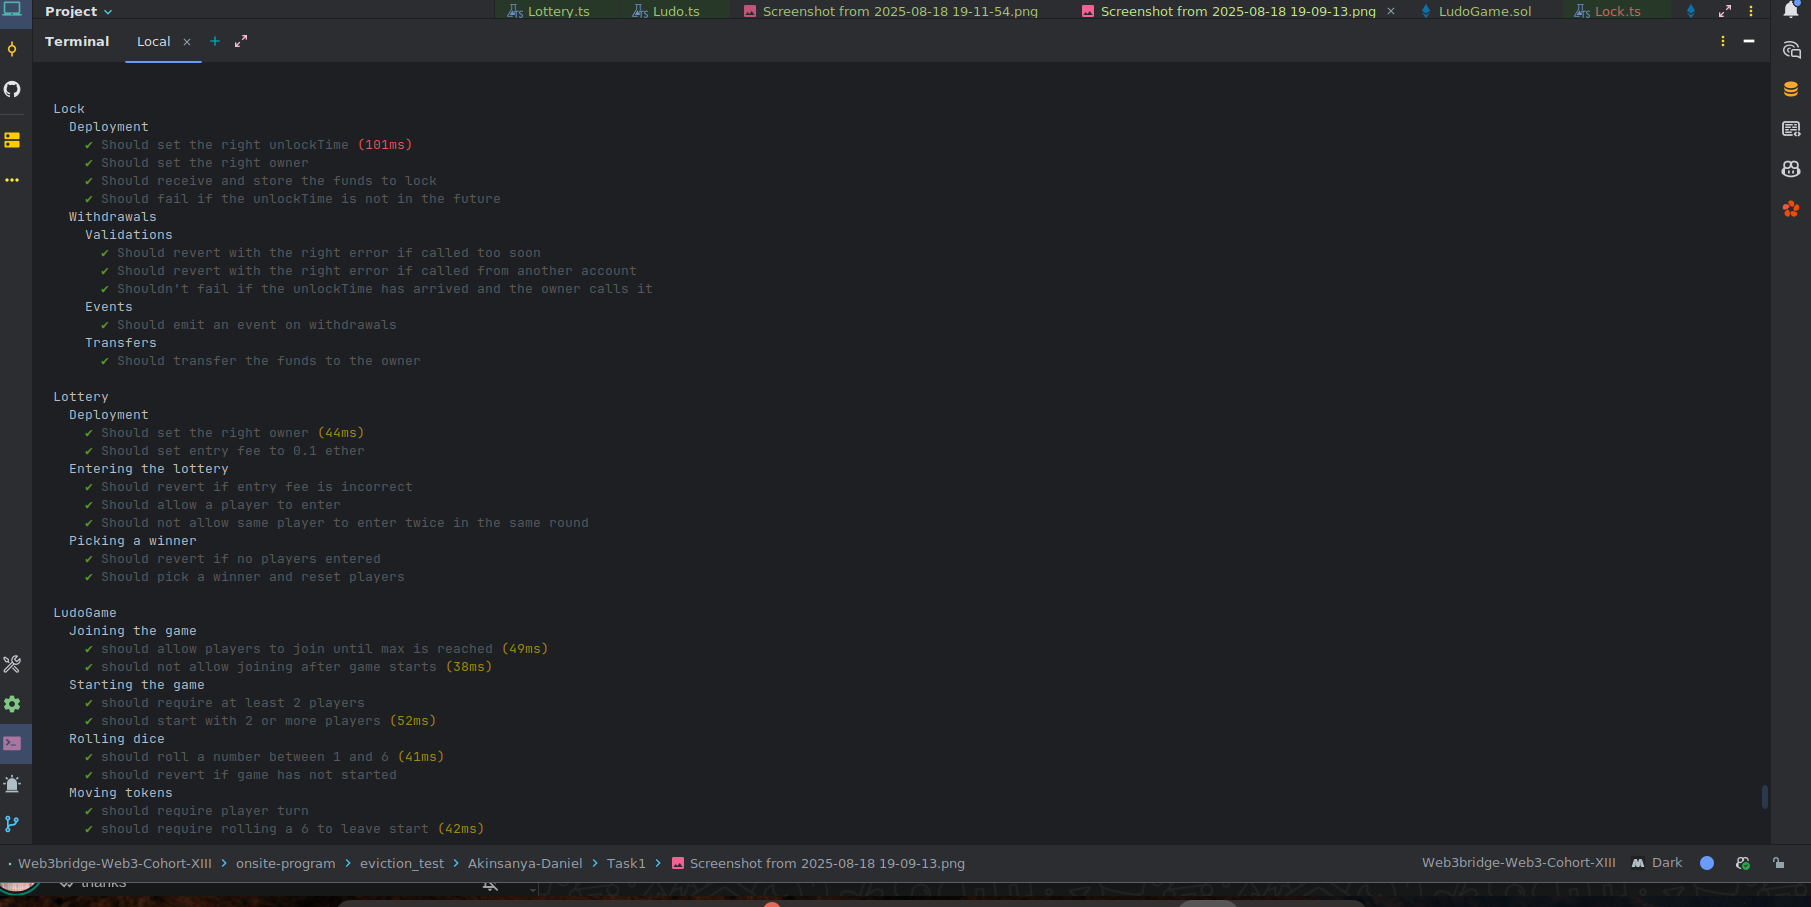 Project
Lottery.ts
Ludo.ts
Screenshot from 2025-08-18 19-11-54.png
Screenshot from 2025-08-18 19-09-13.png ×
LudoGame.sol
Lock.ts
Terminal
Local × +
Lock
Deployment
✔ Should set the right unlockTime (101ms)
✔ Should set the right owner
✔ Should receive and store the funds to lock
✔ Should fail if the unlockTime is not in the future
Withdrawals
Validations
✔ Should revert with the right error if called too soon
✔ Should revert with the right error if called from another account
✔ Shouldn't fail if the unlockTime has arrived and the owner calls it
Events
✔ Should emit an event on withdrawals
Transfers
✔ Should transfer the funds to the owner
Lottery
Deployment
✔ Should set the right owner (44ms)
✔ Should set entry fee to 0.1 ether
Entering the lottery
✔ Should revert if entry fee is incorrect
✔ Should allow a player to enter
✔ Should not allow same player to enter twice in the same round
Picking a winner
✔ Should revert if no players entered
✔ Should pick a winner and reset players
LudoGame
Joining the game
✔ should allow players to join until max is reached (49ms)
✔ should not allow joining after game starts (38ms)
Starting the game
✔ should require at least 2 players
✔ should start with 2 or more players (52ms)
Rolling dice
✔ should roll a number between 1 and 6 (41ms)
✔ should revert if game has not started
Moving tokens
✔ should require player turn
✔ should require rolling a 6 to leave start (42ms)
Web3bridge-Web3-Cohort-XIII > onsite-program > eviction_test > Akinsanya-Daniel > Task1 > Screenshot from 2025-08-18 19-09-13.png
Web3bridge-Web3-Cohort-XIII
Dark
thanks